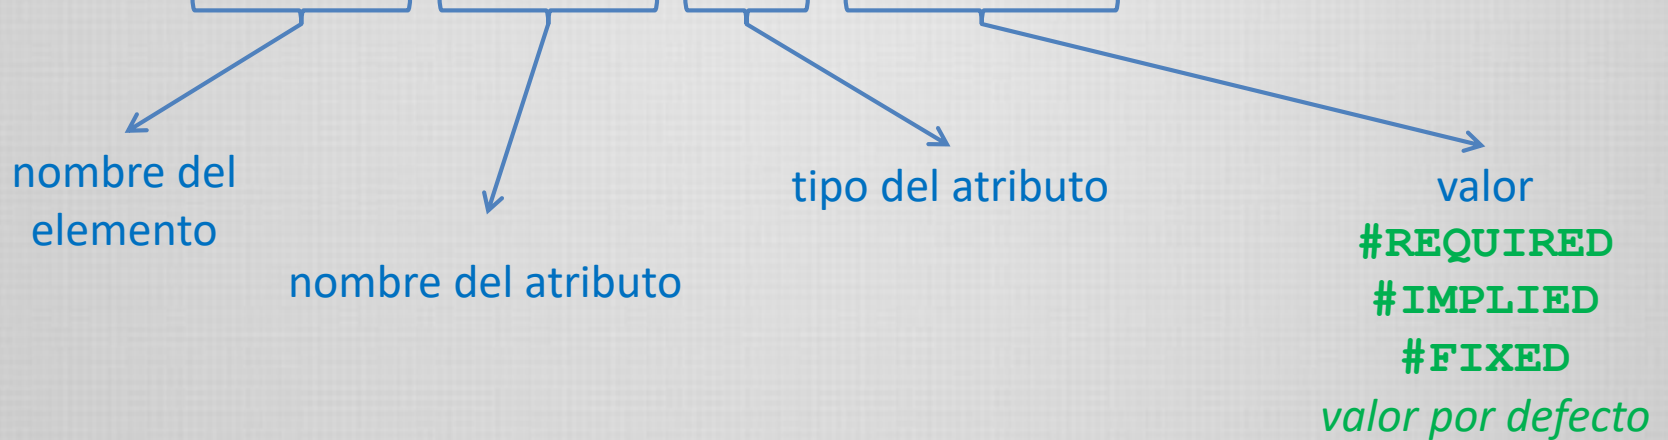 nombre del
elemento
nombre del atributo
tipo del atributo
valor
#REQUIRED
#IMPLIED
#FIXED
valor por defecto